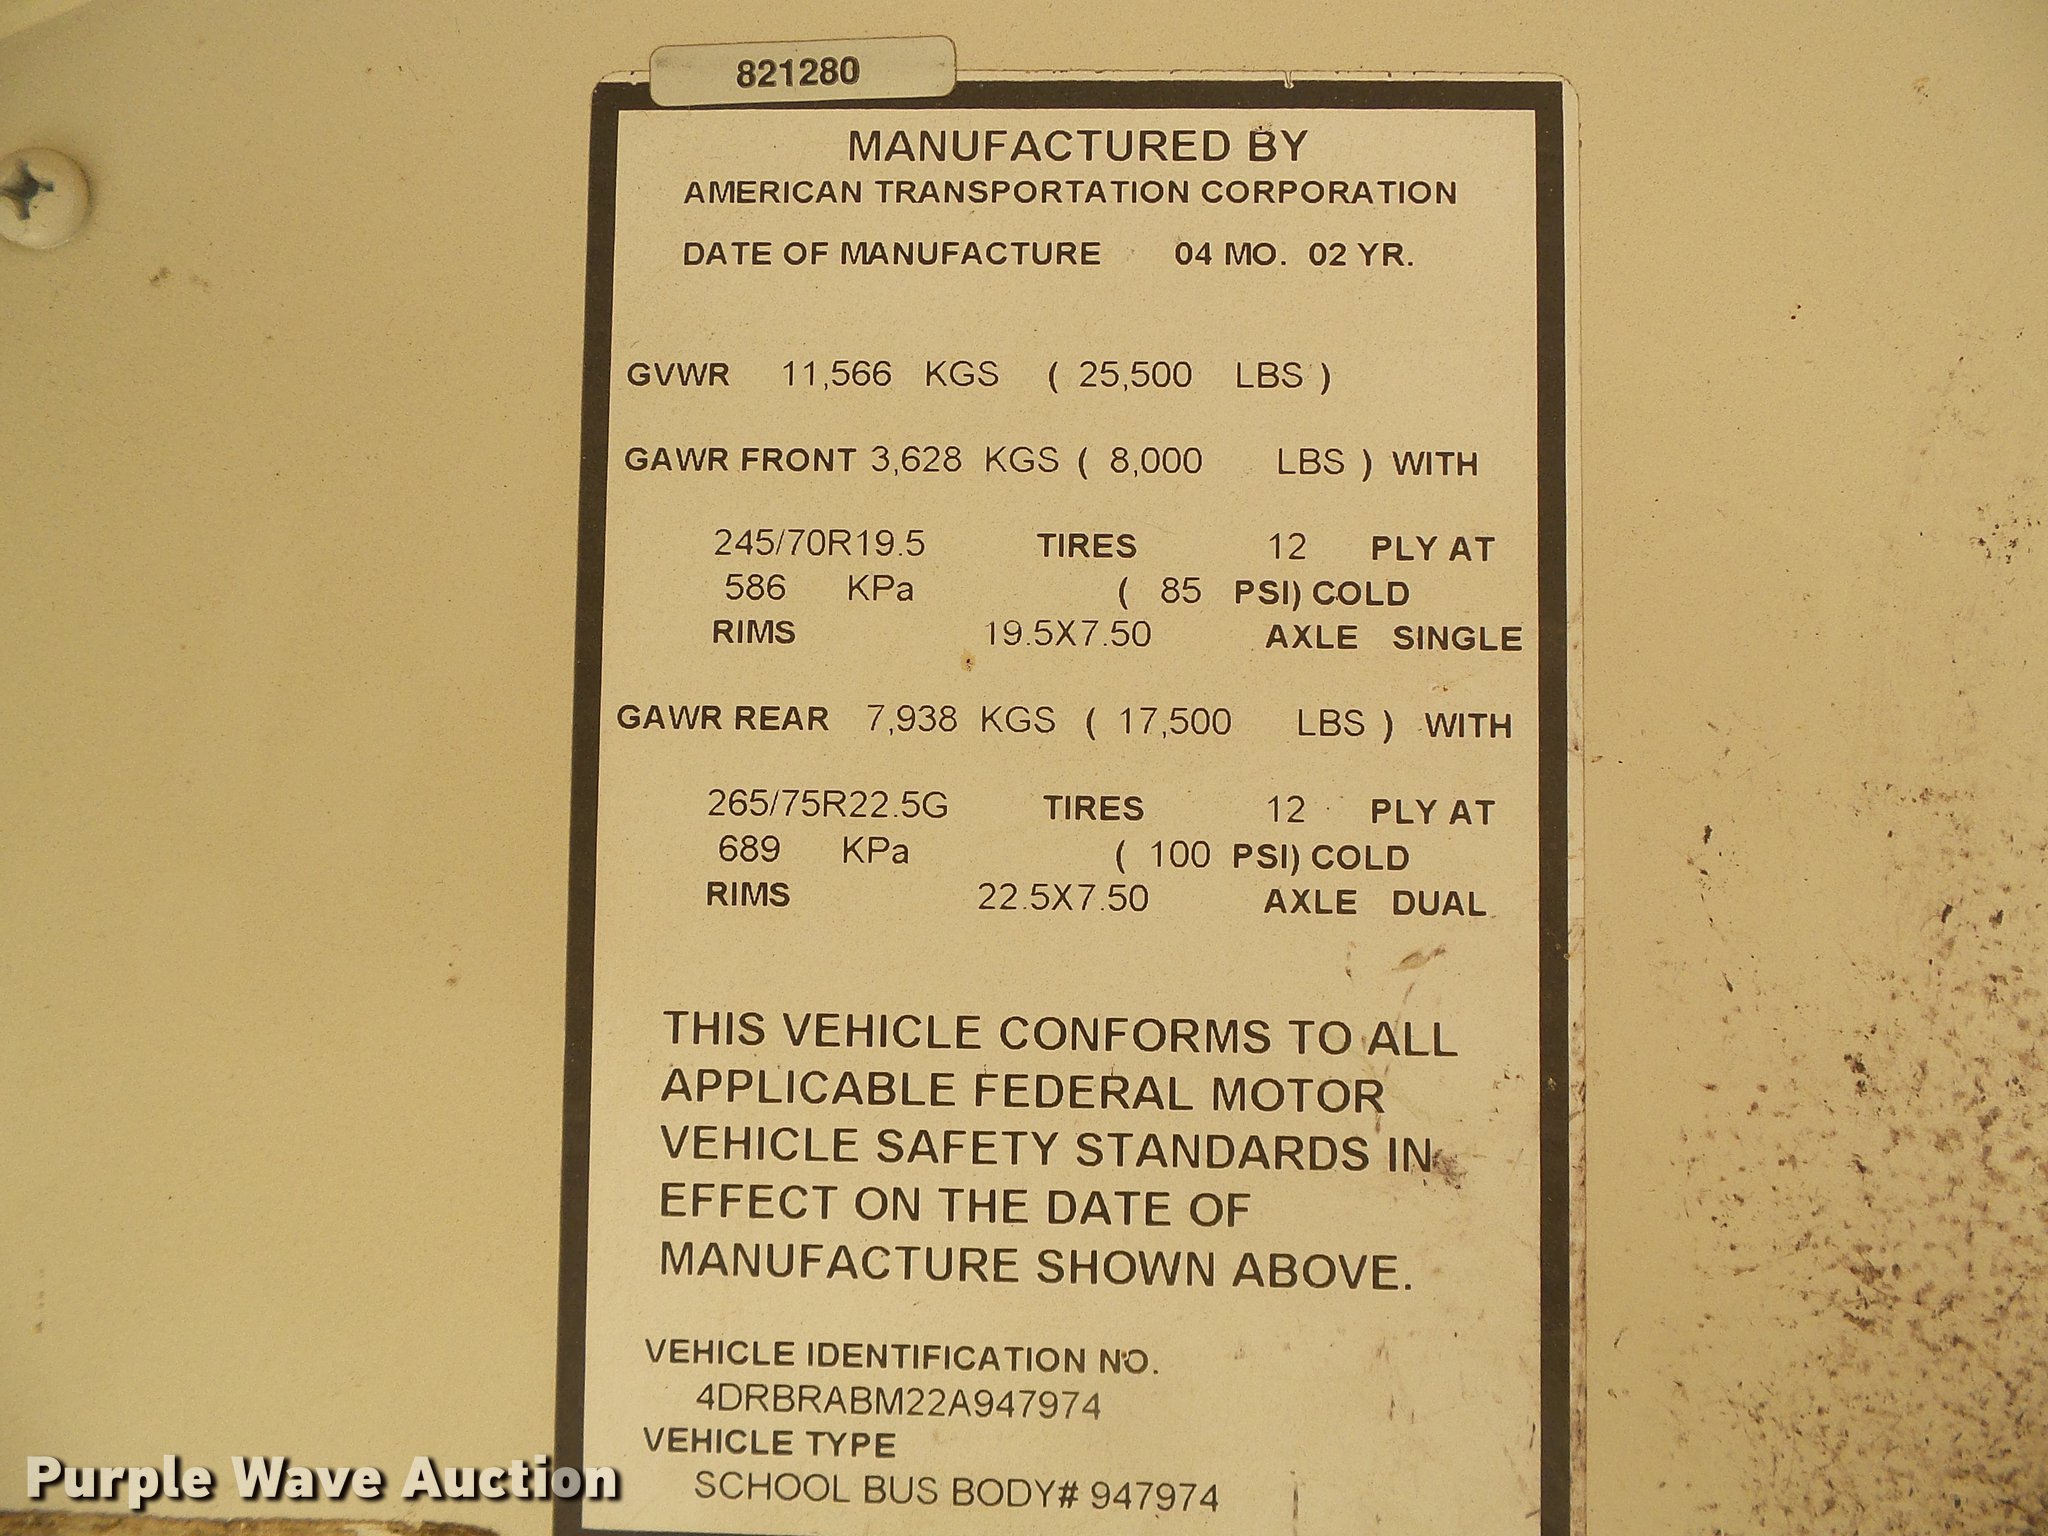 821280
MANUFACTURED BY
AMERICAN TRANSPORTATION CORPORATION
DATE OF MANUFACTURE 04 MO. 02 YR.
GVWR 11,566 KGS ( 25,500 LBS )
GAWR FRONT 3,628 KGS ( 8,000 LBS ) WITH
245/70R19.5 TIRES 12 PLY AT
586 KPa ( 85 PSI) COLD
RIMS 19.5X7.50 AXLE SINGLE
GAWR REAR 7,938 KGS ( 17,500 LBS ) WITH
265/75R22.5G TIRES 12 PLY AT
689 KPa ( 100 PSI) COLD
RIMS 22.5X7.50 AXLE DUAL
THIS VEHICLE CONFORMS TO ALL
APPLICABLE FEDERAL MOTOR
VEHICLE SAFETY STANDARDS IN
EFFECT ON THE DATE OF
MANUFACTURE SHOWN ABOVE.
VEHICLE IDENTIFICATION NO.
4DRBRABM22A947974
VEHICLE TYPE
SCHOOL BUS BODY# 947974
Purple Wave Auction